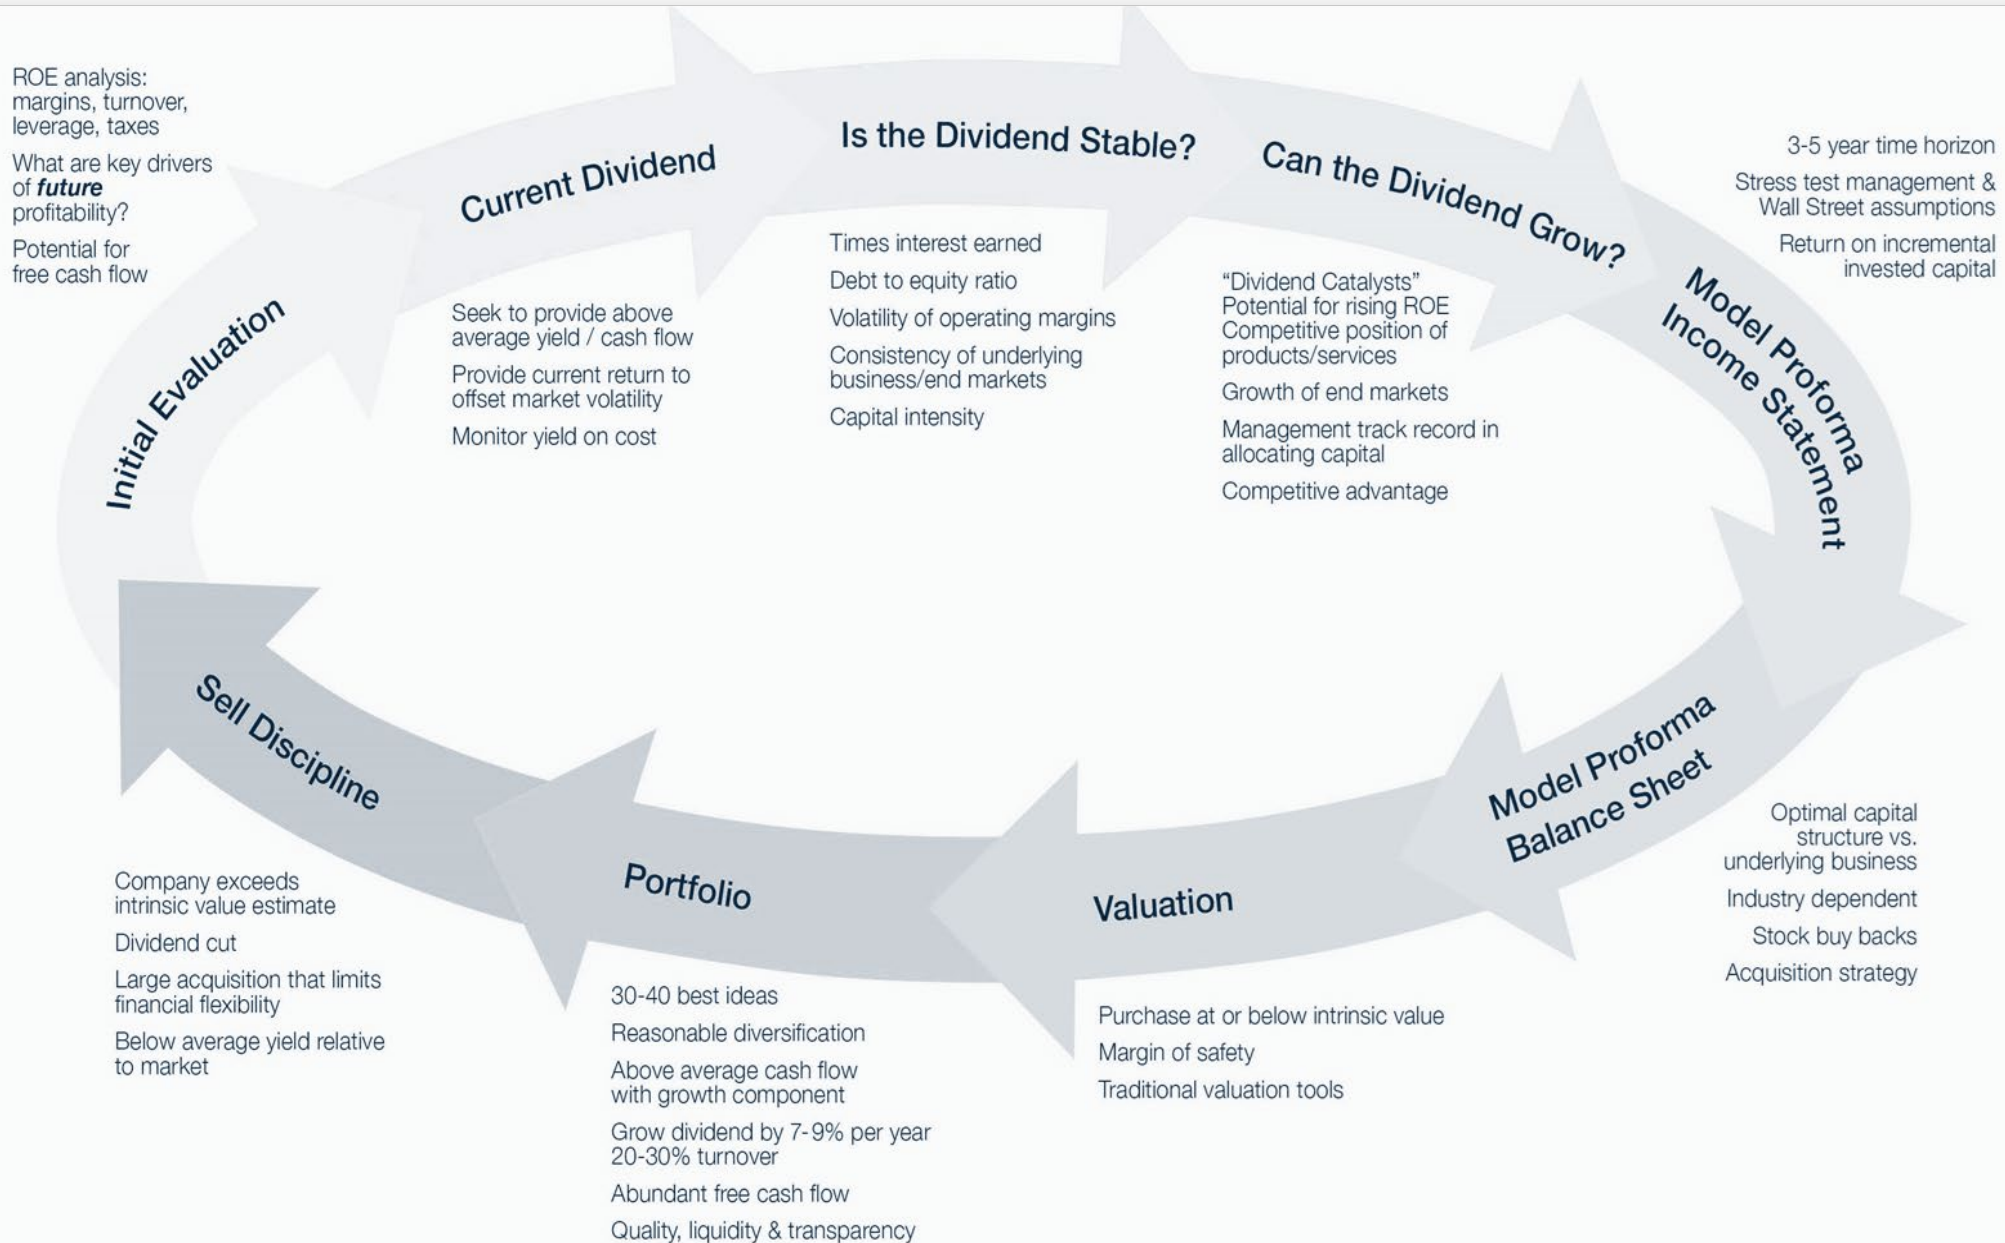 Initial Evaluation
ROE analysis:
margins, turnover,
leverage, taxes
What are key drivers
of future
profitability?
Potential for
free cash flow
Current Dividend
Seek to provide above
average yield / cash flow
Provide current return to
offset market volatility
Monitor yield on cost
Is the Dividend Stable?
Times interest earned
Debt to equity ratio
Volatility of operating margins
Consistency of underlying
business/end markets
Capital intensity
Can the Dividend Grow?
“Dividend Catalysts”
Potential for rising ROE
Competitive position of
products/services
Growth of end markets
Management track record in
allocating capital
Competitive advantage
Model Proforma
Income Statement
3-5 year time horizon
Stress test management &
Wall Street assumptions
Return on incremental
invested capital
Model Proforma
Balance Sheet
Optimal capital
structure vs.
underlying business
Industry dependent
Stock buy backs
Acquisition strategy
Valuation
Purchase at or below intrinsic value
Margin of safety
Traditional valuation tools
Portfolio
30-40 best ideas
Reasonable diversification
Above average cash flow
with growth component
Grow dividend by 7-9% per year
20-30% turnover
Abundant free cash flow
Quality, liquidity & transparency
Sell Discipline
Company exceeds
intrinsic value estimate
Dividend cut
Large acquisition that limits
financial flexibility
Below average yield relative
to market